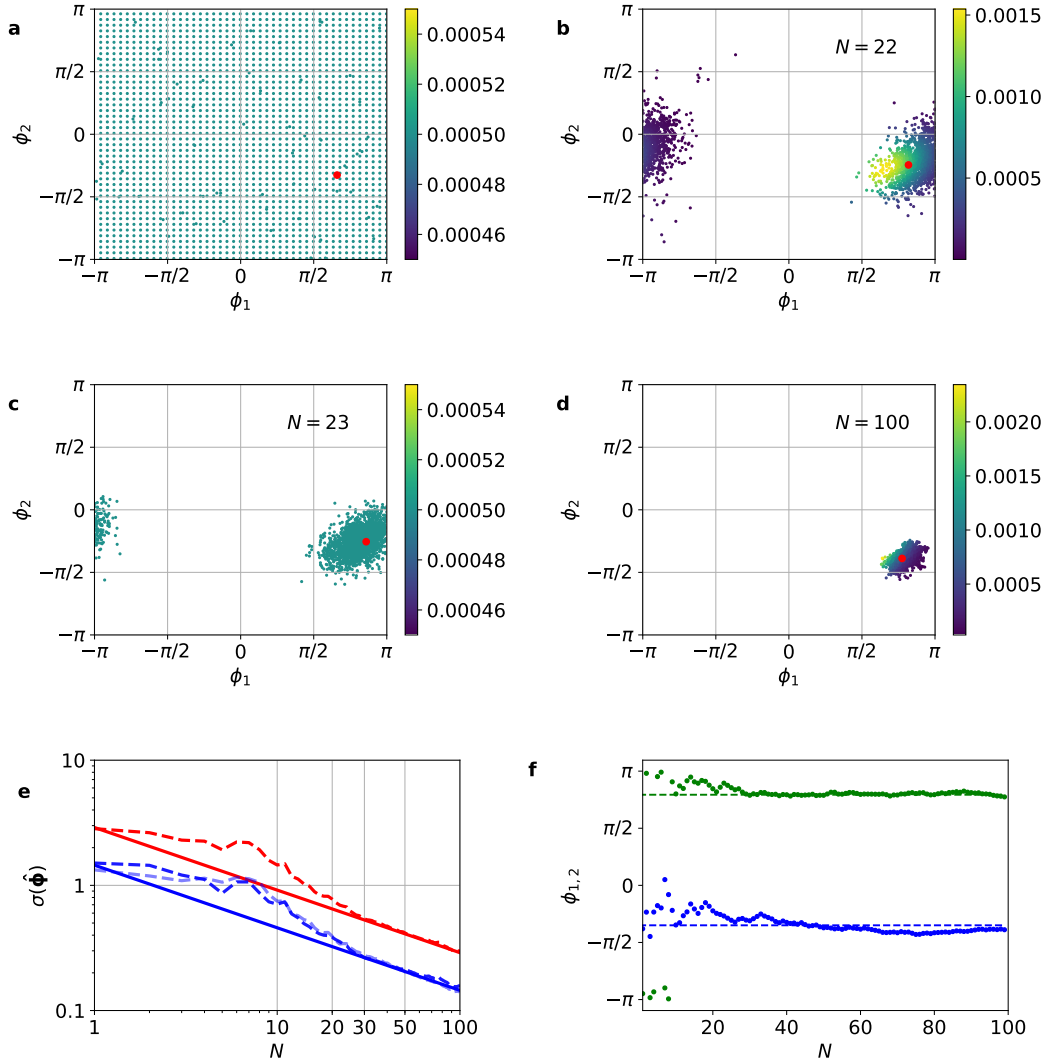 a
π
π/2
0
−π/2
−π
ϕ2
−π −π/2 0 π/2 π
ϕ1
0.00054
0.00052
0.00050
0.00048
0.00046
b
N = 22
π
π/2
0
−π/2
−π
ϕ2
−π −π/2 0 π/2 π
ϕ1
0.0015
0.0010
0.0005
c
N = 23
π
π/2
0
−π/2
−π
ϕ2
−π −π/2 0 π/2 π
ϕ1
0.00054
0.00052
0.00050
0.00048
0.00046
d
N = 100
π
π/2
0
−π/2
−π
ϕ2
−π −π/2 0 π/2 π
ϕ1
0.0020
0.0015
0.0010
0.0005
e
10
1
0.1
σ(ϕ̂)
1 10 20 30 50 100
N
f
π
π/2
0
−π/2
−π
ϕ1,2
20 40 60 80 100
N